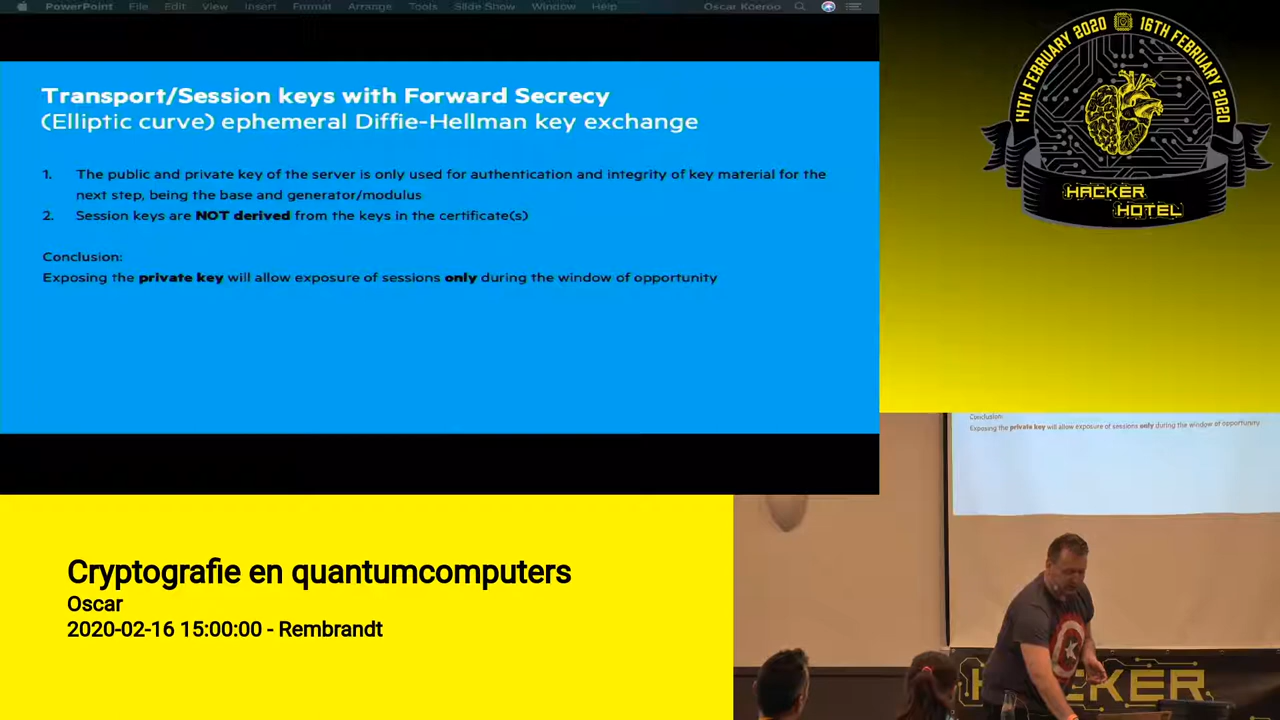 PowerPoint File Edit View Insert Format Arrange Tools Slide Show Window Help Oscar Koeroo
Transport/Session keys with Forward Secrecy
(Elliptic curve) ephemeral Diffie-Hellman key exchange
1. The public and private key of the server is only used for authentication and integrity of key material for the
next step, being the base and generator/modulus
2. Session keys are NOT derived from the keys in the certificate(s)
Conclusion:
Exposing the private key will allow exposure of sessions only during the window of opportunity
14TH FEBRUARY 2020 16TH FEBRUARY 2020
HACKER
HOTEL
Conclusion:
Exposing the private key will allow exposure of sessions only during the window of opportunity
HACKER
Cryptografie en quantumcomputers
Oscar
2020-02-16 15:00:00 - Rembrandt